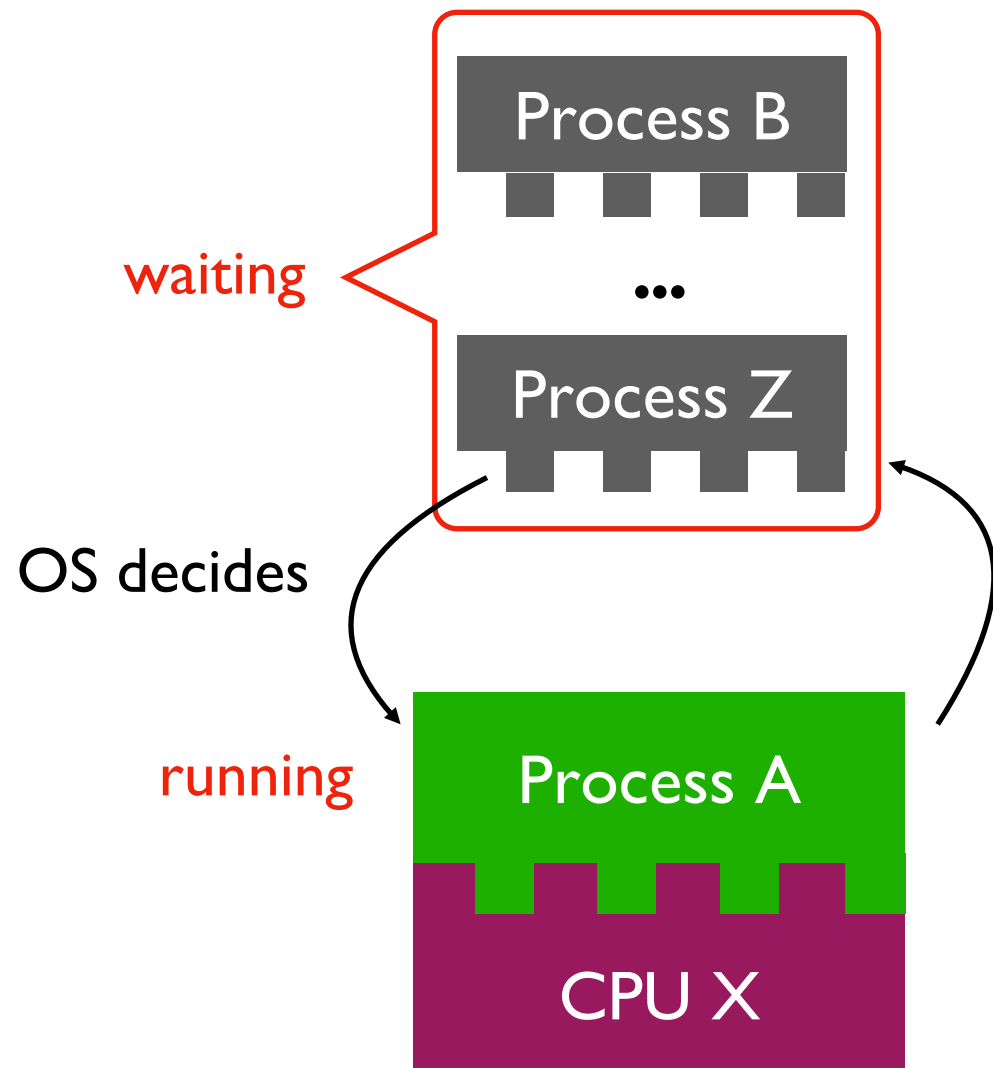 Process B
waiting
...
Process Z
OS decides
running
Process A
CPU X